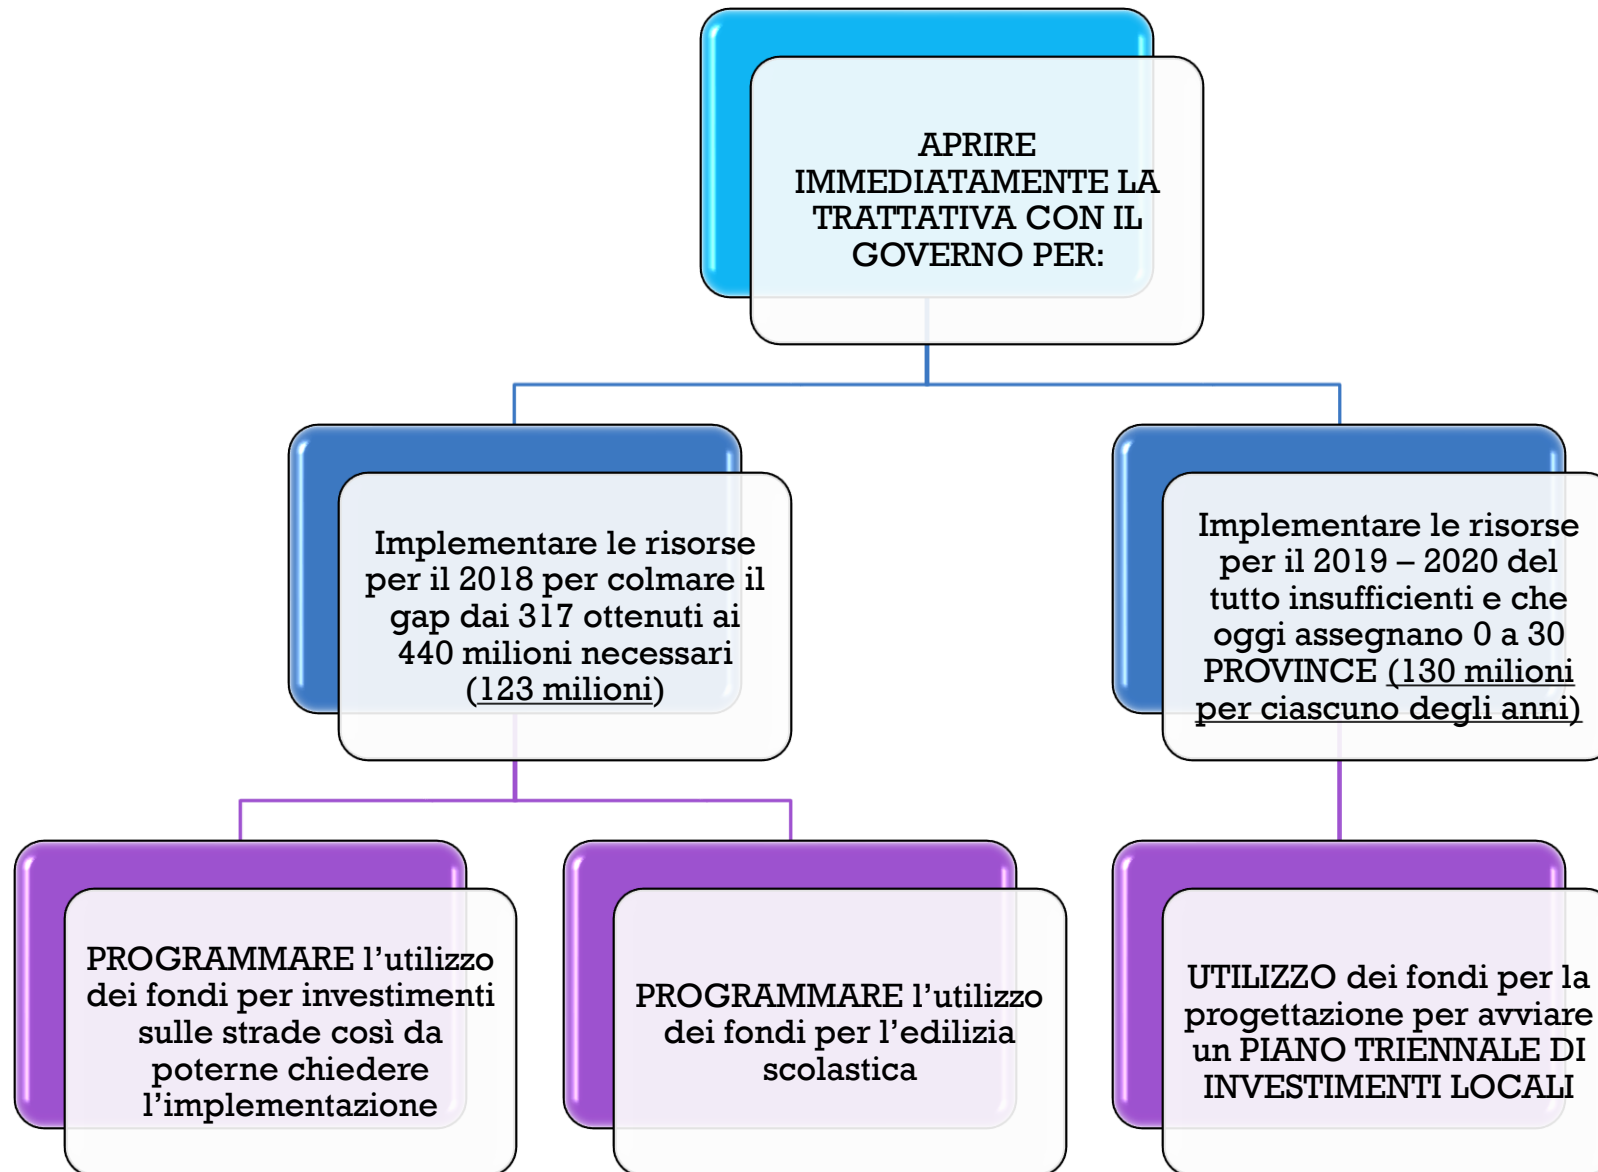 APRIRE
IMMEDIATAMENTE LA
TRATTATIVA CON IL
GOVERNO PER:
Implementare le risorse
per il 2018 per colmare il
gap dai 317 ottenuti ai
440 milioni necessari
(123 milioni)
Implementare le risorse
per il 2019 – 2020 del
tutto insufficienti e che
oggi assegnano 0 a 30
PROVINCE (130 milioni
per ciascuno degli anni)
PROGRAMMARE l’utilizzo
dei fondi per investimenti
sulle strade così da
poterne chiedere
l’implementazione
PROGRAMMARE l’utilizzo
dei fondi per l’edilizia
scolastica
UTILIZZO dei fondi per la
progettazione per avviare
un PIANO TRIENNALE DI
INVESTIMENTI LOCALI